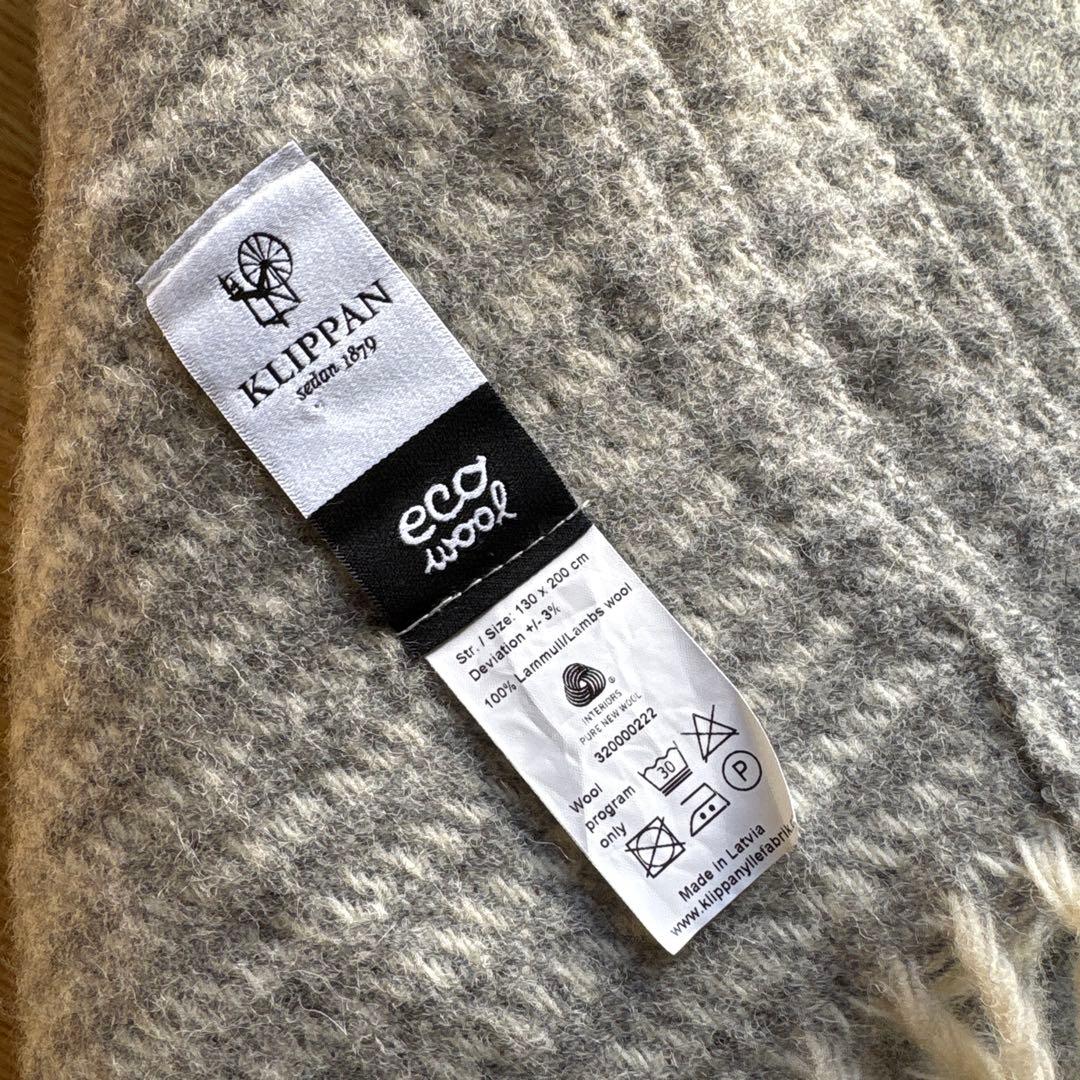 KLIPPAN
sedan 1879
eco
wool
Str. / Size: 130 x 200 cm
Deviation +/- 3%
100% Lammull/Lambs wool
®
INTERIORS
PURE NEW WOOL
320000222
Wool
program
only
30
P
Made in Latvia
www.klippanyllefabrik.